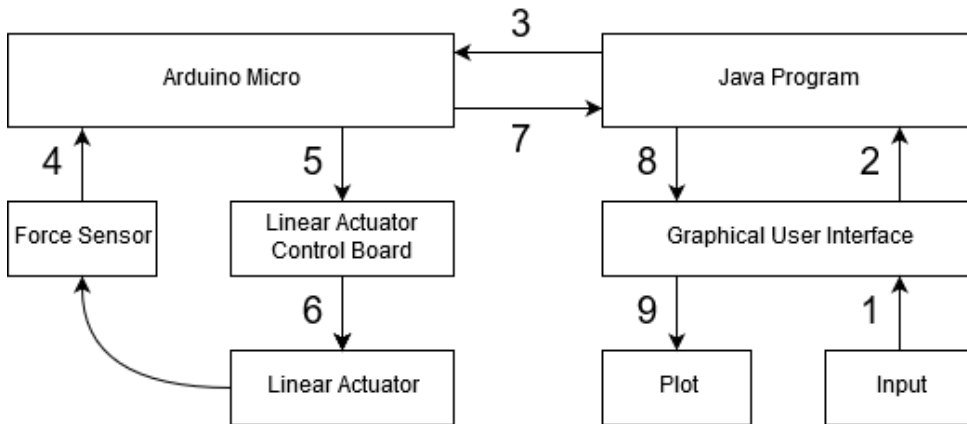 3
Arduino Micro
Java Program
7
4
5
8
2
Force Sensor
Linear Actuator
Control Board
Graphical User Interface
6
9
1
Linear Actuator
Plot
Input